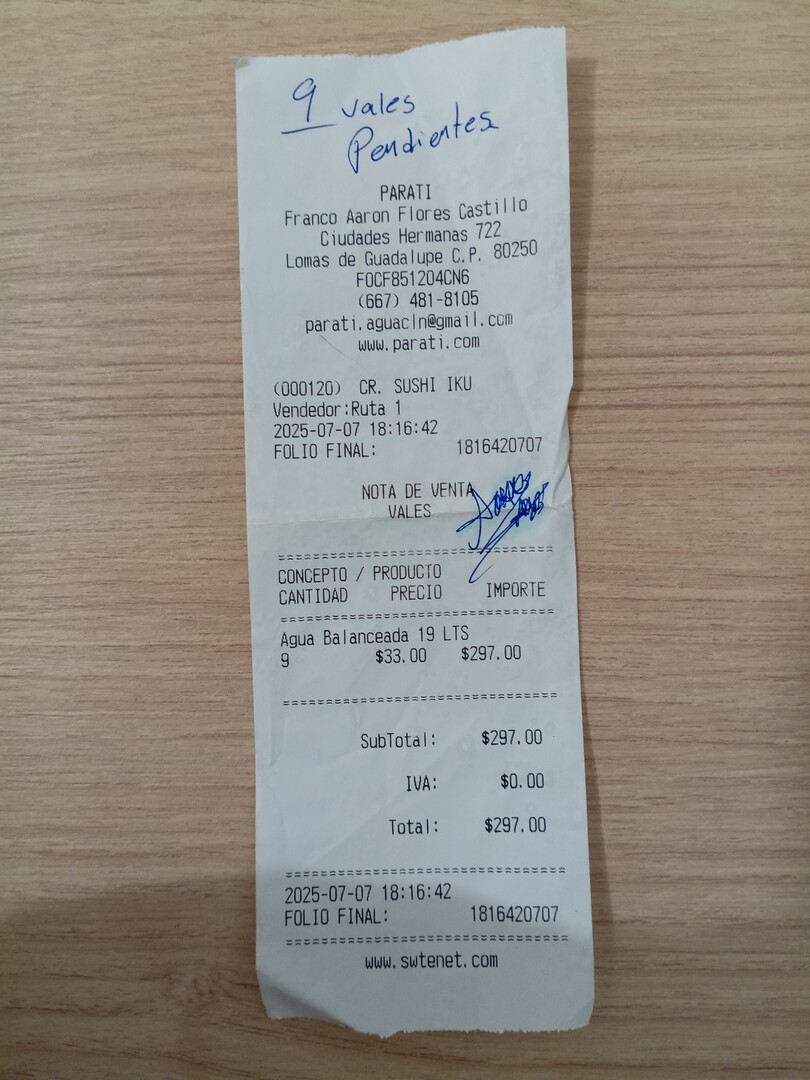 9 vales
Pendientes
PARATI
Franco Aaron Flores Castillo
Ciudades Hermanas 722
Lomas de Guadalupe C.P. 80250
FOCF851204CN6
(667) 481-8105
parati.aguacln@gmail.com
www.parati.com
(000120) CR. SUSHI IKU
Vendedor:Ruta 1
2025-07-07 18:16:42
FOLIO FINAL: 1816420707
NOTA DE VENTA
VALES
==========================================
CONCEPTO / PRODUCTO
CANTIDAD PRECIO IMPORTE
==========================================
Agua Balanceada 19 LTS
9 $33.00 $297.00
==========================================
SubTotal: $297.00
IVA: $0.00
Total: $297.00
==========================================
2025-07-07 18:16:42
FOLIO FINAL: 1816420707
==========================================
www.swtenet.com